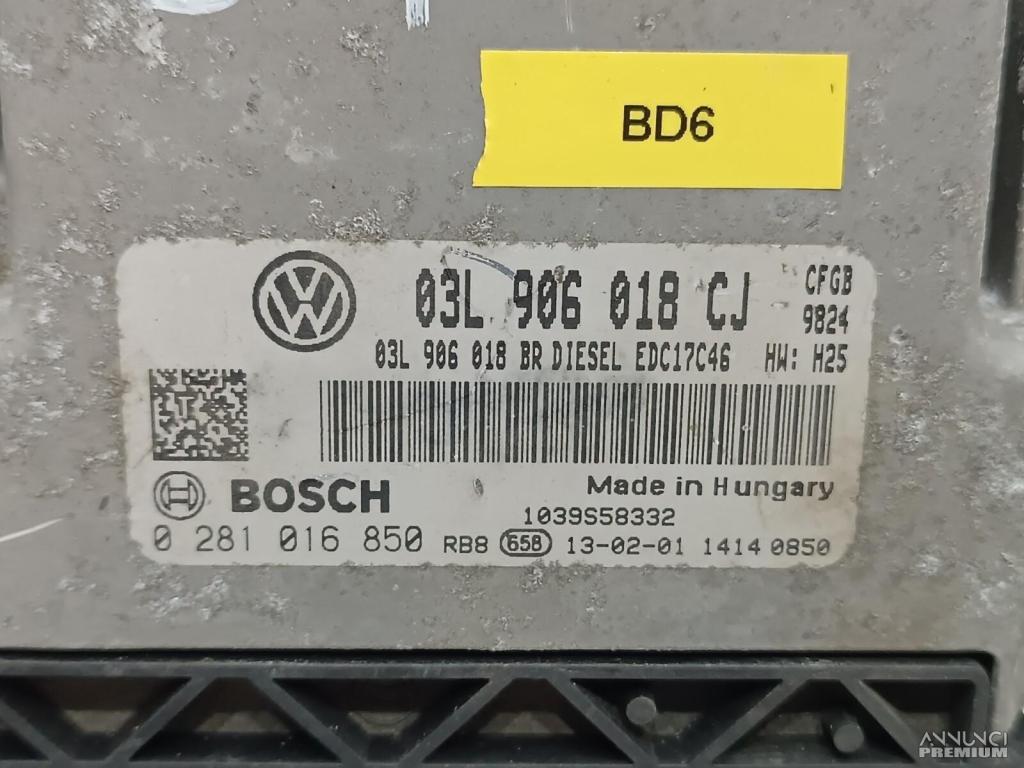 BD6
03L 906 018 CJ CFGB
9824
03L 906 018 BR DIESEL EDC17C46 HW: H25
BOSCH
Made in Hungary
1039S58332
0 281 016 850 RB8 658 13-02-01 1414 0850
ANNUNCI
PREMIUM